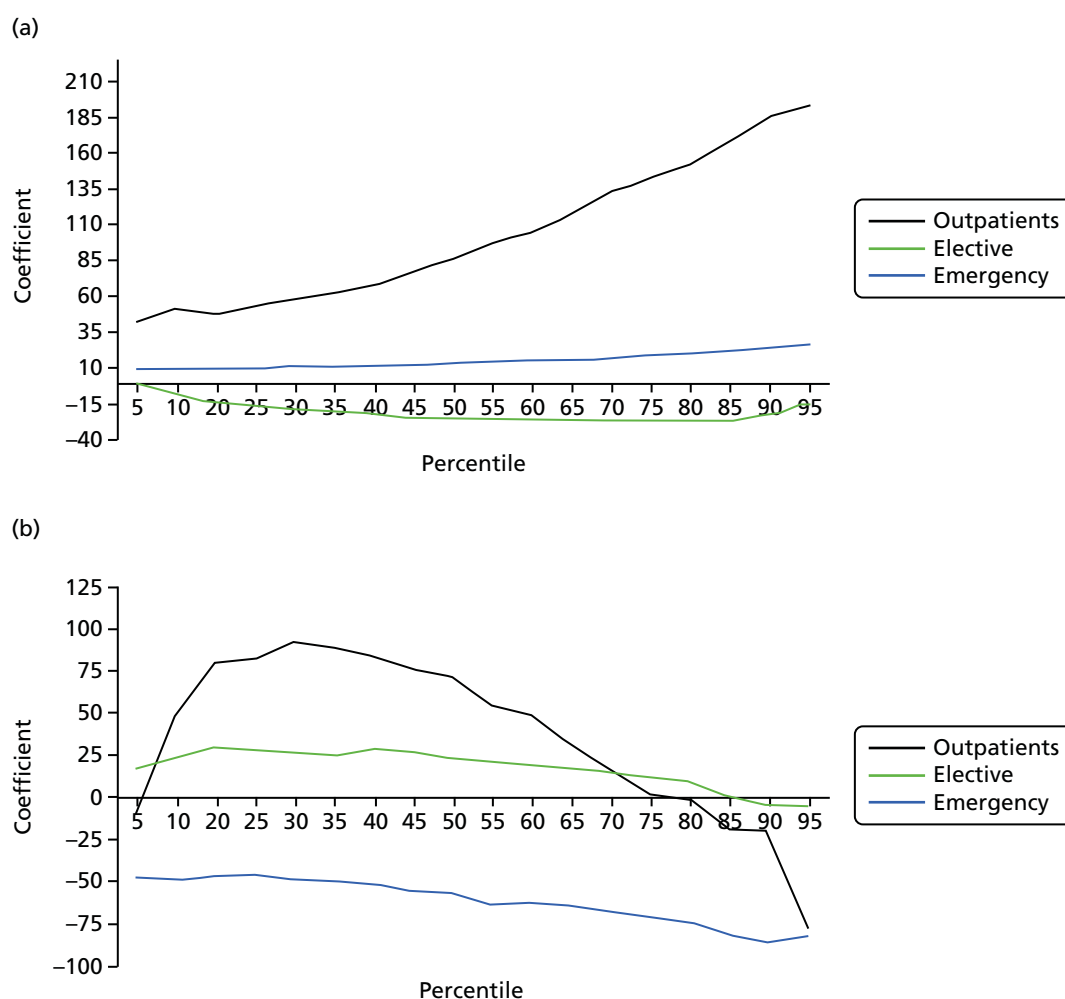 (a)
210
185
160
135
110
85
60
35
10
–15
–40
Coefficient
5 10 20 25 30 35 40 45 50 55 60 65 70 75 80 85 90 95
Percentile
Outpatients
Elective
Emergency
(b)
125
100
75
50
25
0
–25
–50
–75
–100
Coefficient
5 10 20 25 30 35 40 45 50 55 60 65 70 75 80 85 90 95
Percentile
Outpatients
Elective
Emergency